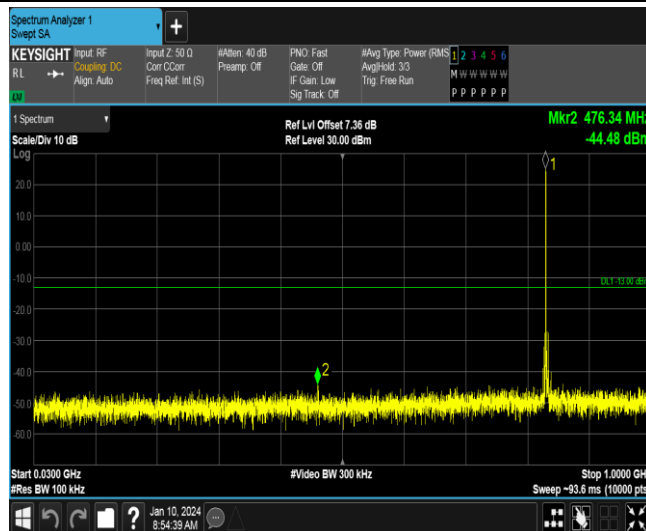 Spectrum Analyzer 1
Swept SA
+
KEYSIGHT Input: RF Input Z: 50 Ω #Atten: 40 dB PNO: Fast #Avg Type: Power (RMS 1 2 3 4 5 6
RL Coupling: DC Corr CCorr Preamp: Off Gate: Off Avg|Hold: 3/3 M W W W W W
Align: Auto Freq Ref: Int (S) IF Gain: Low Trig: Free Run
Sig Track: Off P P P P P P
1 Spectrum Ref Lvl Offset 7.36 dB Mkr2 476.34 MHz
Scale/Div 10 dB Ref Level 30.00 dBm -44.48 dBm
Log
1
20.0
10.0
0.00
-10.0
DL1 -13.00 dBm
-20.0
-30.0
-40.0
2
-50.0
-60.0
Start 0.0300 GHz #Video BW 300 kHz Stop 1.0000 GH
#Res BW 100 kHz Sweep ~93.6 ms (10000 pts
? Jan 10, 2024
8:54:39 AM